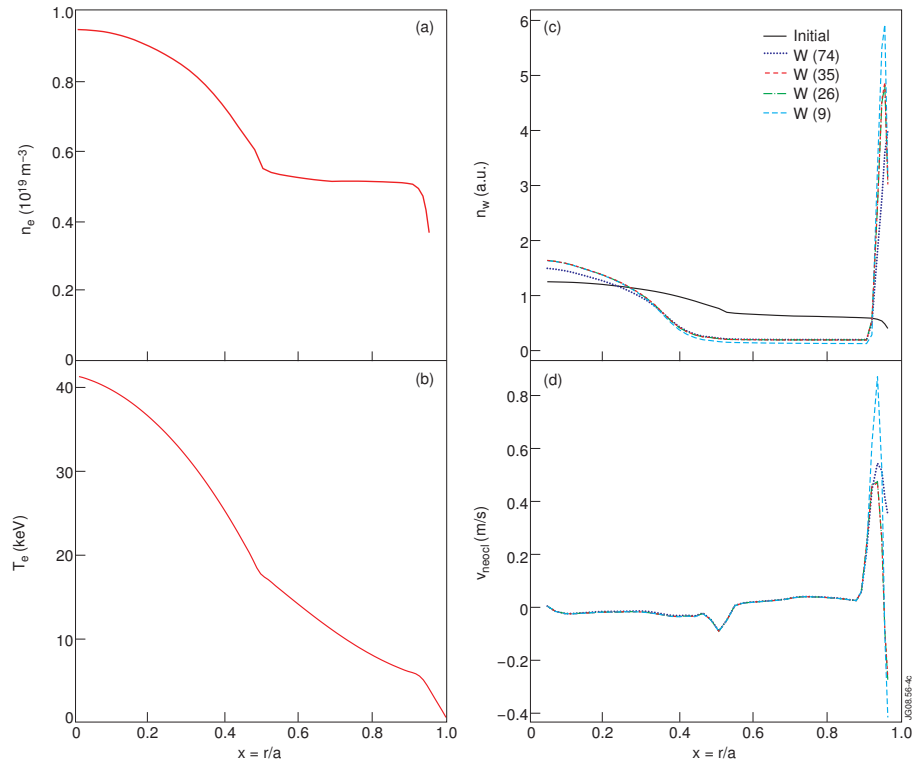 (a)
1.0
0.8
0.6
0.4
0.2
0
n_e (10^19 m^−3)
(b)
40
30
20
10
0
T_e (keV)
0 0.2 0.4 0.6 0.8 1.0
x = r/a
(c)
Initial
W (74)
W (35)
W (26)
W (9)
6
5
4
3
2
1
0
n_w (a.u.)
(d)
0.8
0.6
0.4
0.2
0
−0.2
−0.4
v_neocl (m/s)
0 0.2 0.4 0.6 0.8 1.0
x = r/a
JG08.56-4c